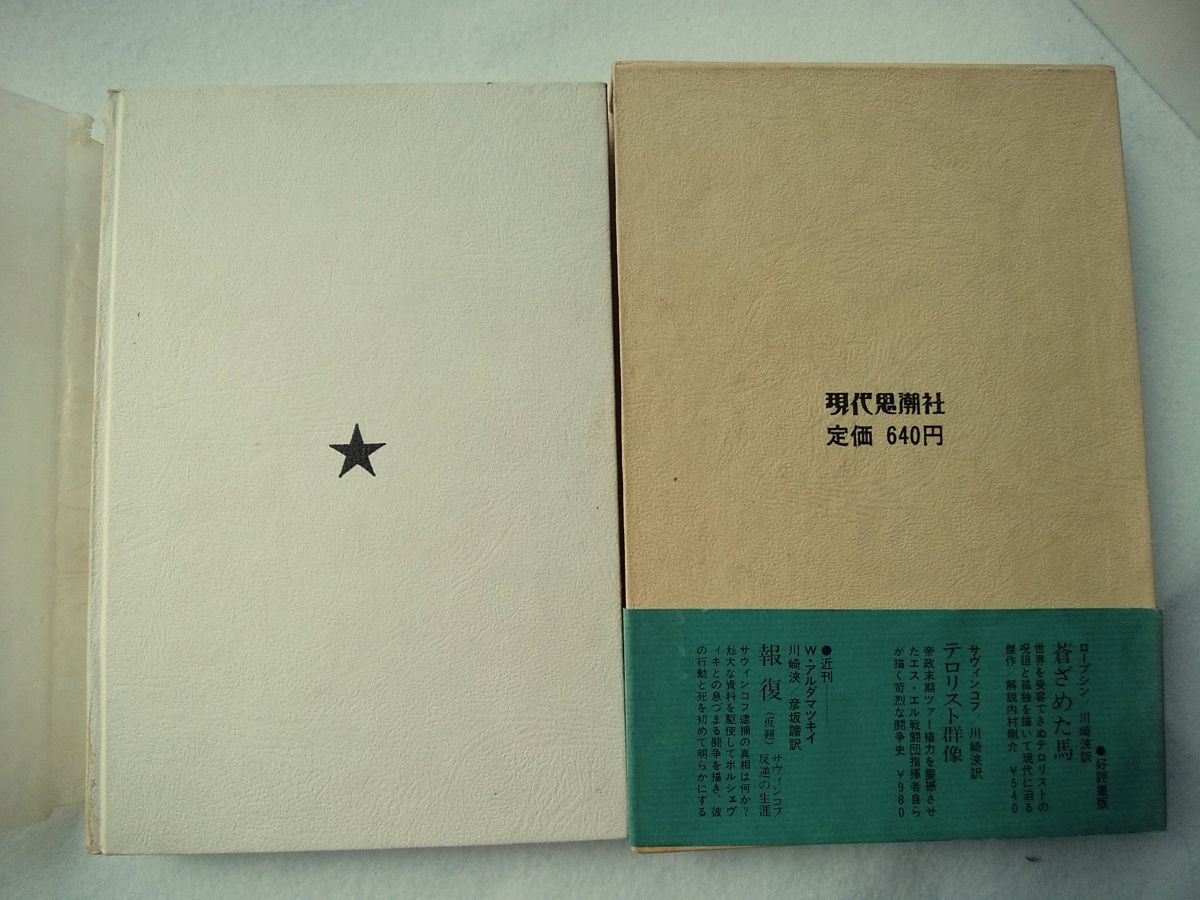 現代思潮社
定価 640円
●好評重版
ロープシン/川崎浹訳
蒼ざめた馬
世界を受容できぬテロリストの
呪詛と孤独を描いて現代に迫る
傑作 解説内村剛介 ¥540
サヴィンコフ/川崎浹訳
テロリスト群像
帝政末期ツァー権力を震撼させ
たエス・エル戦闘団指揮者自ら
が描く苛烈な闘争史 ¥980
●近刊
W・アルダマツキイ
川崎浹 彦坂諦訳
報復(仮題) サヴィンコフ
反逆の生涯
サヴィンコフ逮捕の真相は何か?
尨大な資料を駆使してボルシェヴ
ィキとの息づまる闘争を描き、彼
の行動と死を初めて明らかにする